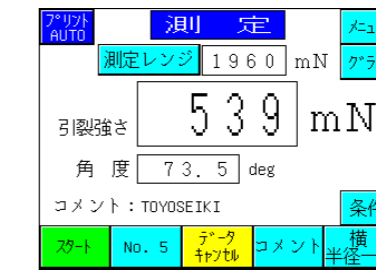 プリント
AUTO
測 定
メニュ
測定レンジ 1960 mN
グラ
引裂強さ 539 mN
角 度 73.5 deg
コメント：TOYOSEIKI
条件
スタート
No. 5
データ
キャンセル
コメント
横
半径一